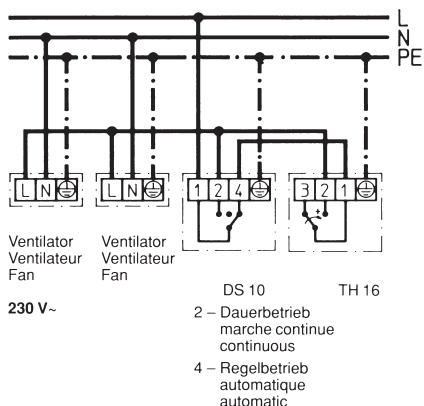 L
N
PE
L N
L N
1 2 4
3 2 1
+
Ventilator
Ventilateur
Fan
Ventilator
Ventilateur
Fan
230 V~
DS 10
TH 16
2 – Dauerbetrieb
marche continue
continuous
4 – Regelbetrieb
automatique
automatic